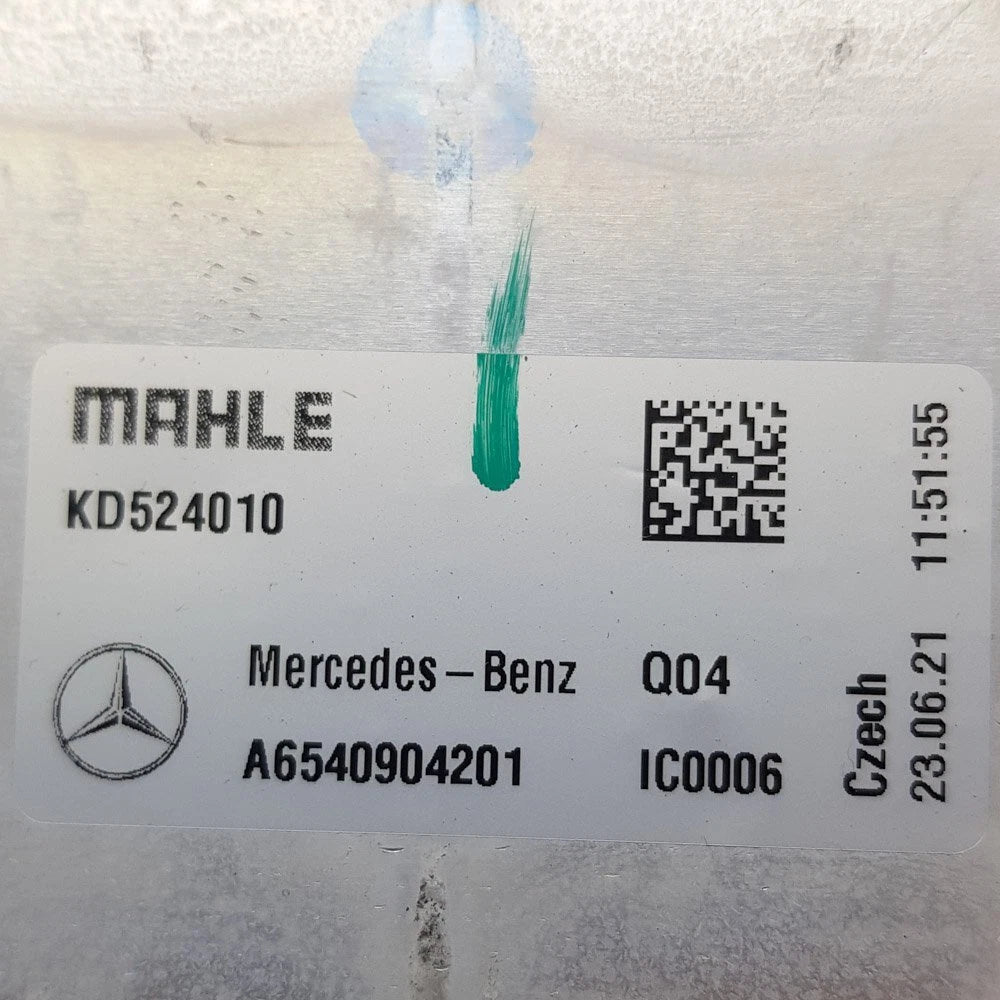 MAHLE
KD524010
Mercedes-Benz Q04
A6540904201 IC0006
Czech
23.06.21 11:51:55